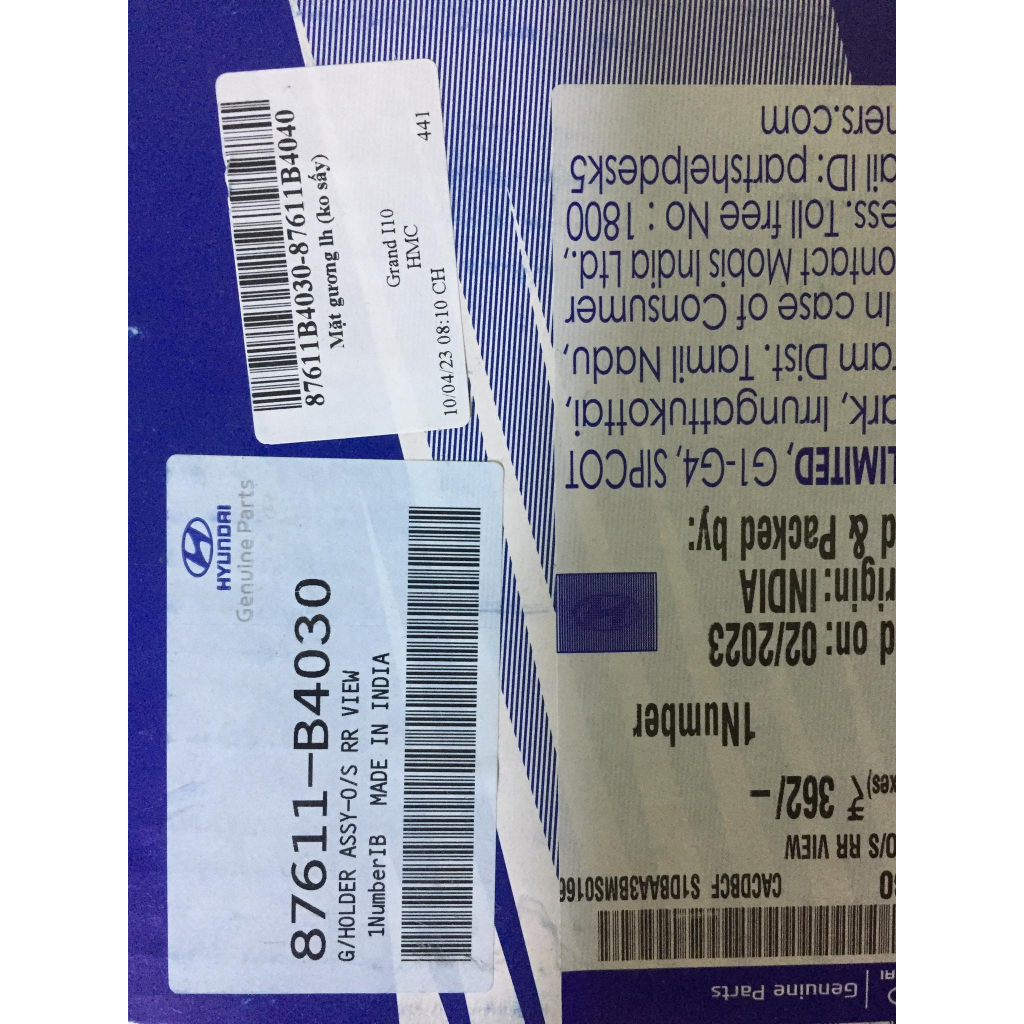 87611B4030-87611B4040
Mặt gương lh (ko sấy)
Grand I10
HMC
10/04/23 08:10 CH
441
HYUNDAI
Genuine Parts
87611-B4030
G/HOLDER ASSY-O/S RR VIEW
1NumberIB MADE IN INDIA
CACDBCF S1DBAA3BMS0166
O/S RR VIEW
₹ 362/-
1Number
d on: 02/2023
rigin: INDIA
d & Packed by:
LIMITED, G1-G4, SIPCOT
ark, Irrungattukottai,
ram Dist. Tamil Nadu,
In case of Consumer
ontact Mobis India Ltd.,
ess. Toll free No : 1800
ail ID: partshelpdesk5
ners.com
Genuine Parts